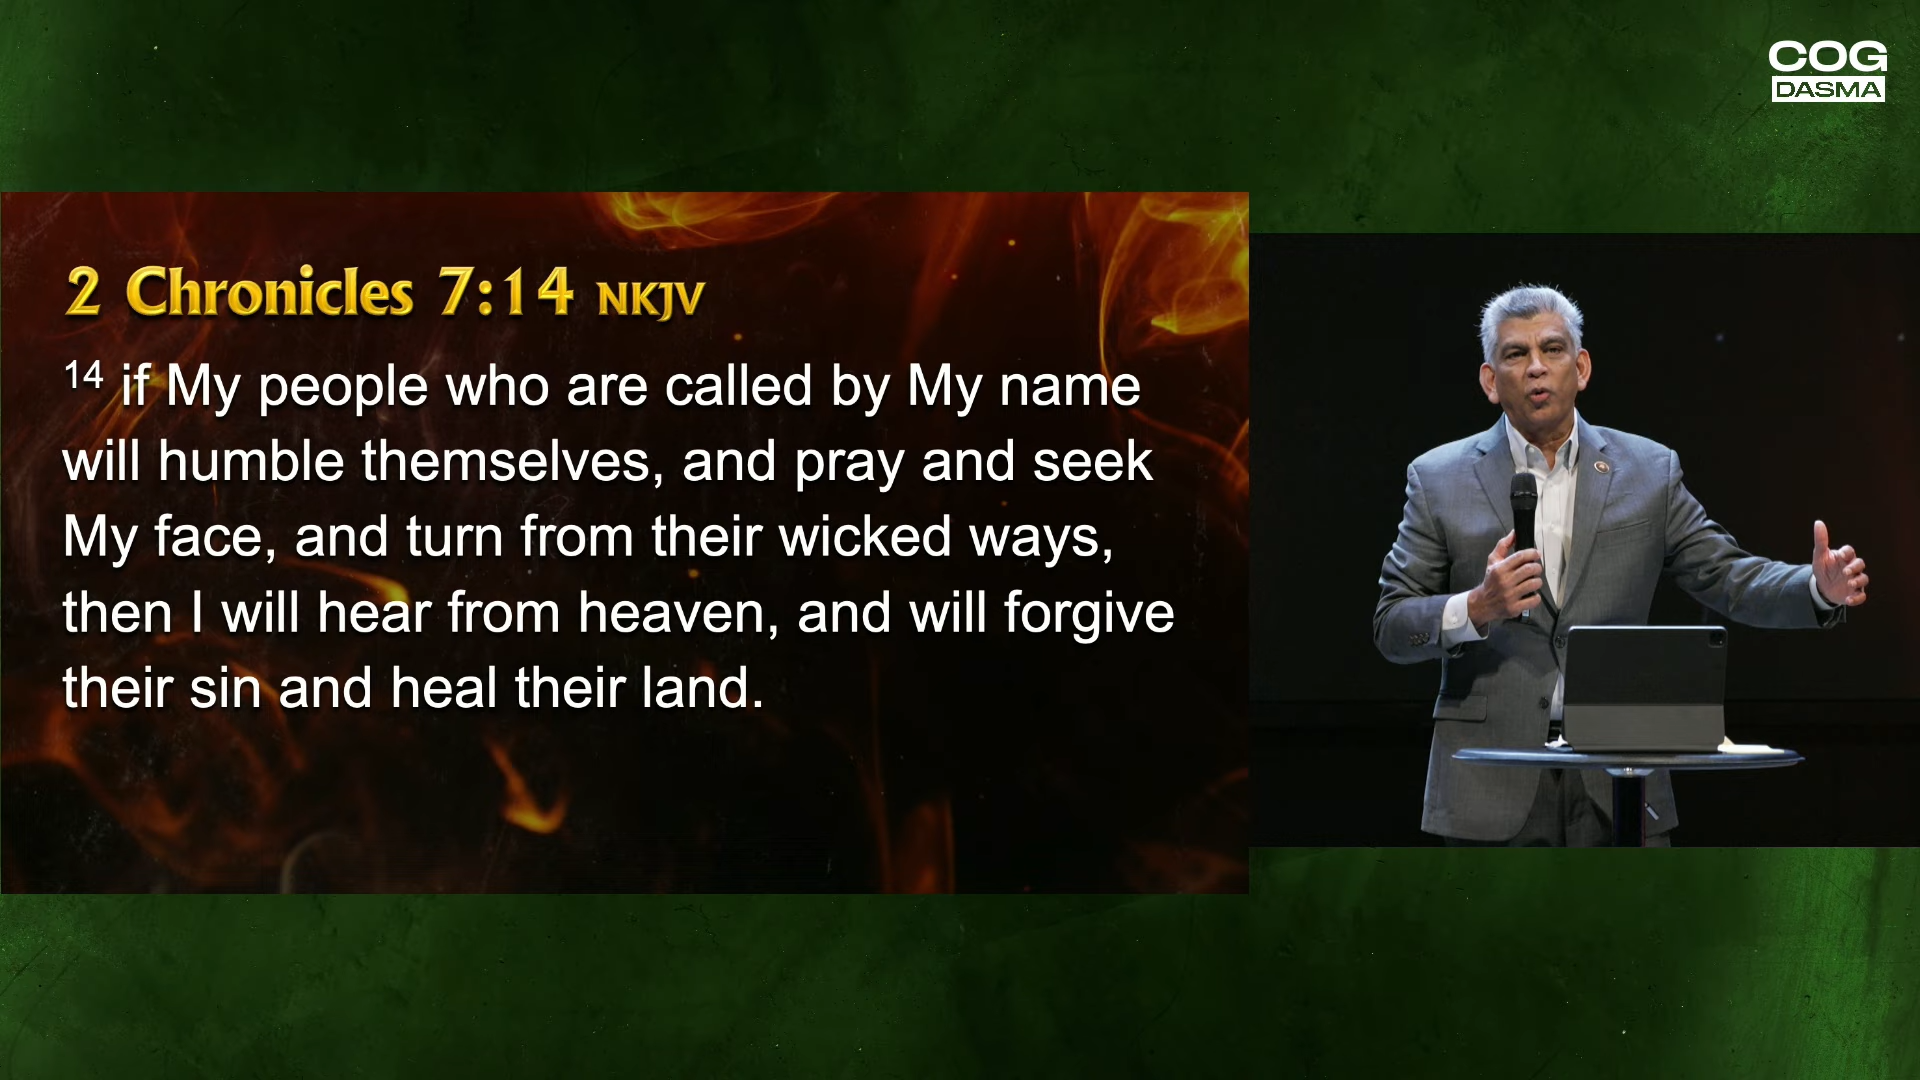 COG
DASMA
2 Chronicles 7:14 NKJV
14 if My people who are called by My name
will humble themselves, and pray and seek
My face, and turn from their wicked ways,
then I will hear from heaven, and will forgive
their sin and heal their land.